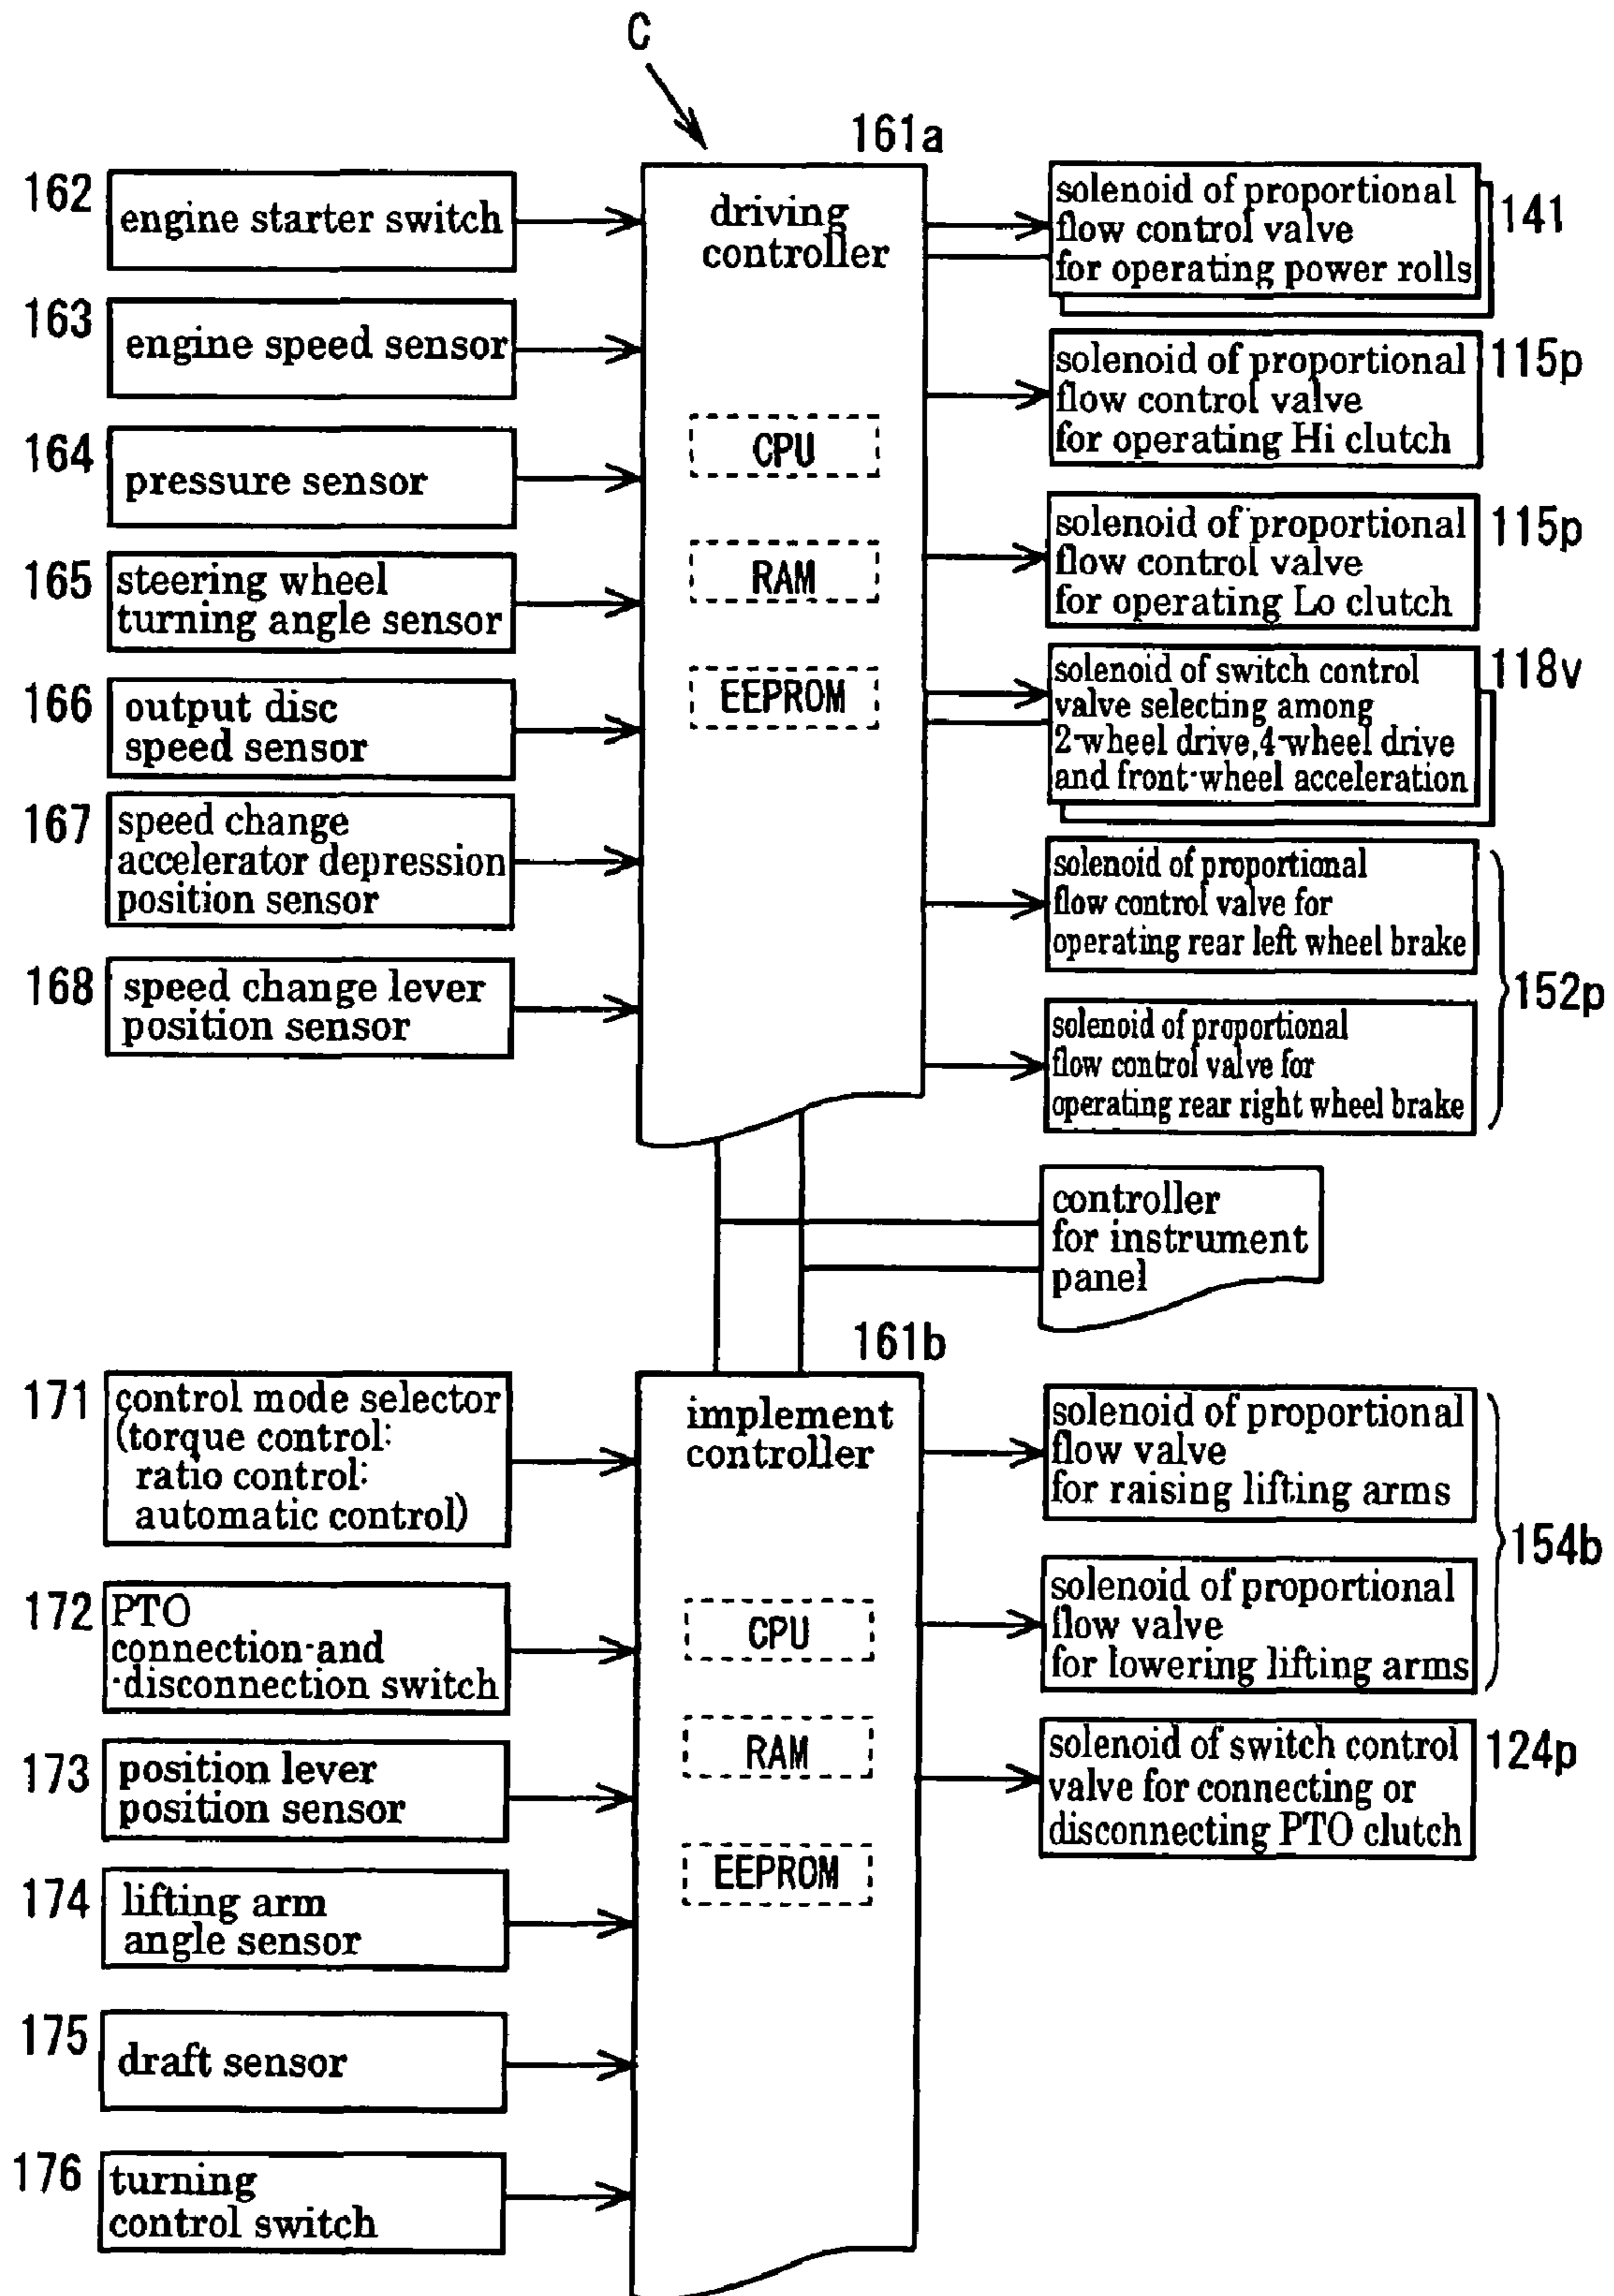 C
161a
driving
controller
CPU
RAM
EEPROM
162
engine starter switch
163
engine speed sensor
164
pressure sensor
165
steering wheel
turning angle sensor
166
output disc
speed sensor
167
speed change
accelerator depression
position sensor
168
speed change lever
position sensor
solenoid of proportional
flow control valve
for operating power rolls
141
solenoid of proportional
flow control valve
for operating Hi clutch
115p
solenoid of proportional
flow control valve
for operating Lo clutch
115p
solenoid of switch control
valve selecting among
2-wheel drive,4-wheel drive
and front-wheel acceleration
118v
solenoid of proportional
flow control valve for
operating rear left wheel brake
solenoid of proportional
flow control valve for
operating rear right wheel brake
152p
controller
for instrument
panel
161b
implement
controller
CPU
RAM
EEPROM
171
control mode selector
(torque control:
ratio control:
automatic control)
172
PTO
connection-and
-disconnection switch
173
position lever
position sensor
174
lifting arm
angle sensor
175
draft sensor
176
turning
control switch
solenoid of proportional
flow valve
for raising lifting arms
solenoid of proportional
flow valve
for lowering lifting arms
154b
solenoid of switch control
valve for connecting or
disconnecting PTO clutch
124p